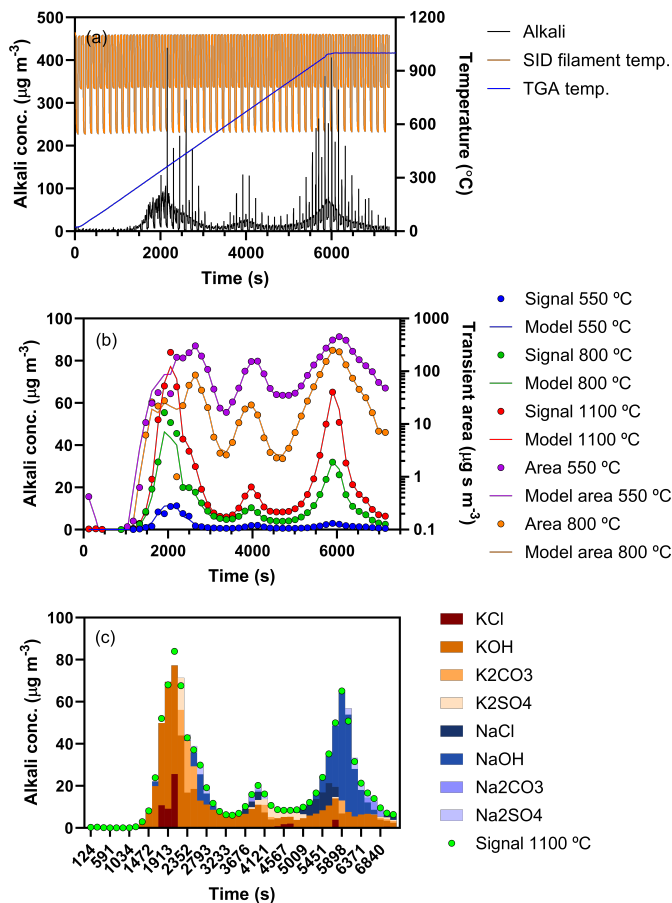 (a)
Alkali conc. (µg m-3)
500
400
300
200
100
0
0
2000
4000
6000
Time (s)
1200
900
600
300
0
Temperature (°C)
Alkali
SID filament temp.
TGA temp.
(b)
Alkali conc. (µg m-3)
100
80
60
40
20
0
0
2000
4000
6000
Time (s)
1000
100
10
1
0.1
Transient area (µg s m-3)
Signal 550 ºC
Model 550 ºC
Signal 800 ºC
Model 800 ºC
Signal 1100 ºC
Model 1100 ºC
Area 550 ºC
Model area 550 ºC
Area 800 ºC
Model area 800 ºC
(c)
Alkali conc. (µg m-3)
100
80
60
40
20
0
124
591
1034
1472
1913
2352
2793
3233
3676
4121
4567
5009
5451
5898
6371
6840
Time (s)
KCl
KOH
K2CO3
K2SO4
NaCl
NaOH
Na2CO3
Na2SO4
Signal 1100 ºC